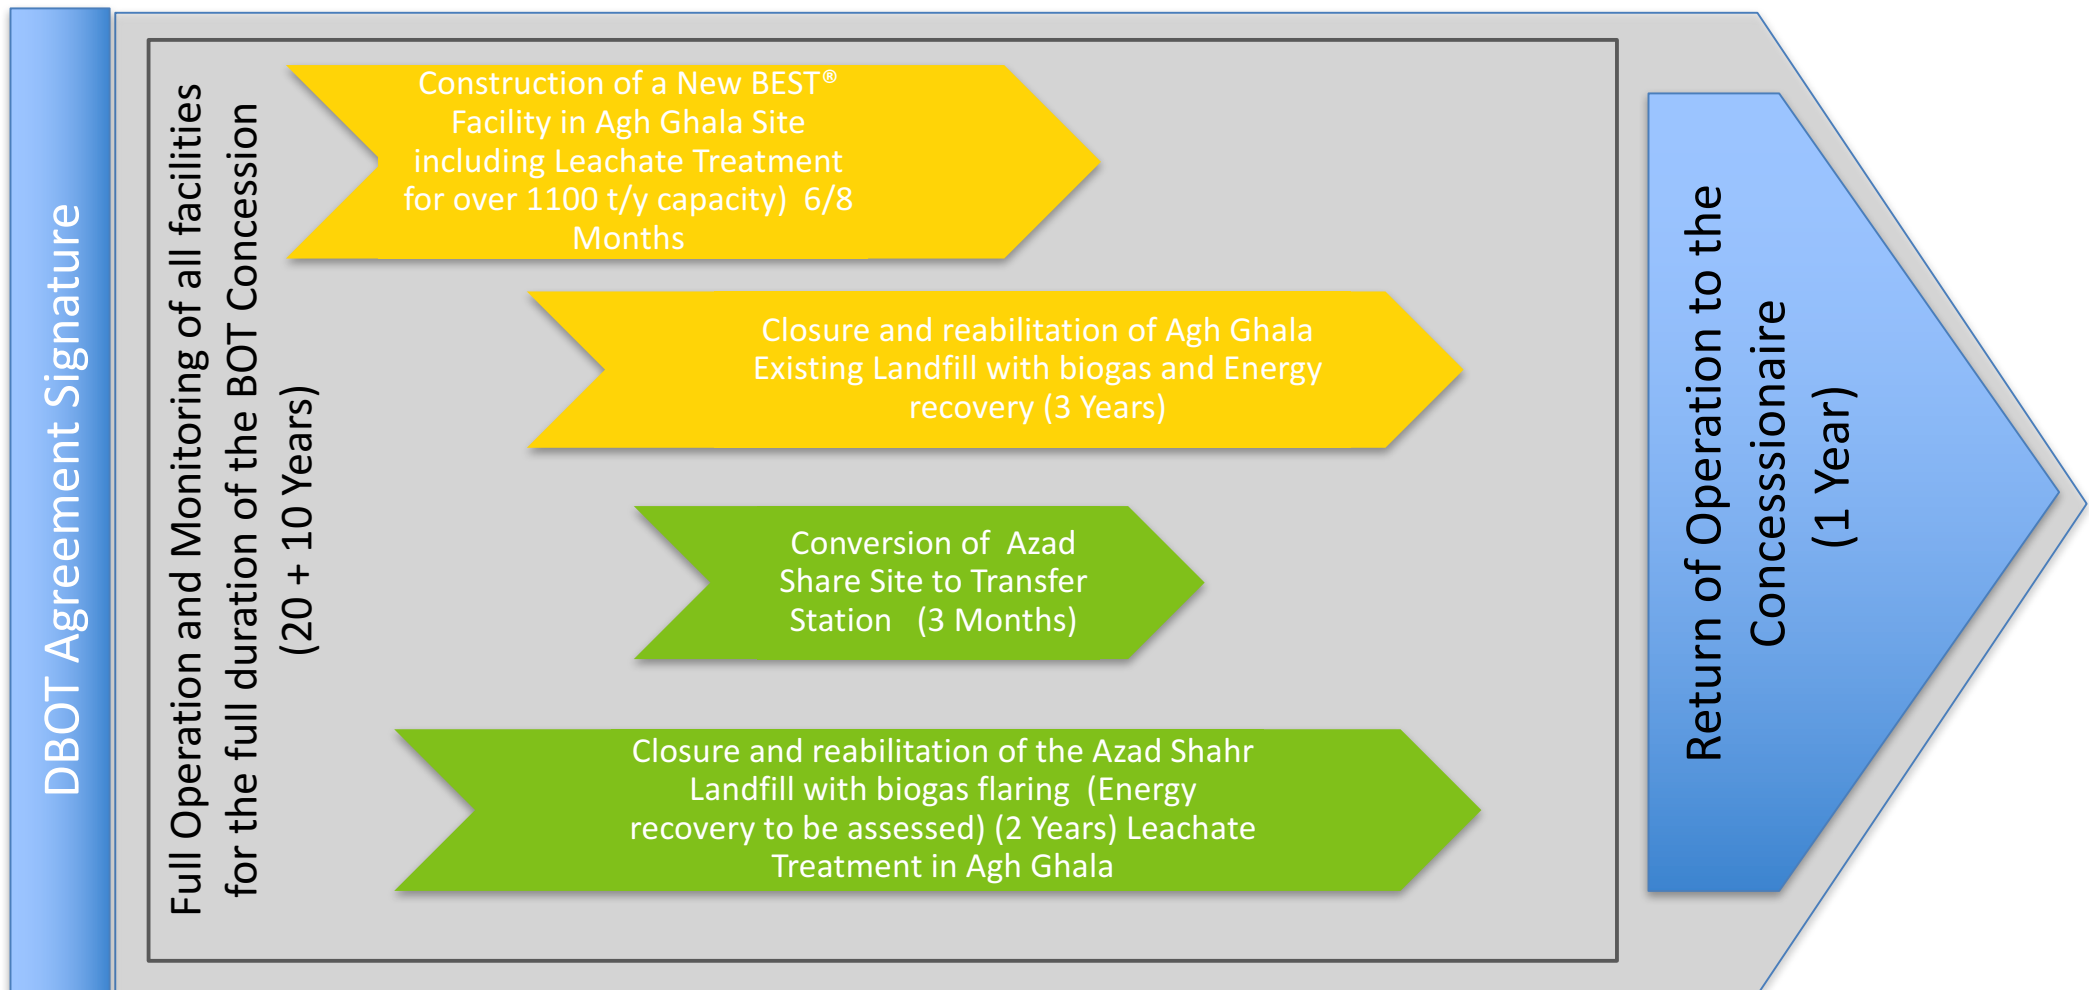 DBOT Agreement Signature
Full Operation and Monitoring of all facilities
for the full duration of the BOT Concession
(20 + 10 Years)
Construction of a New BEST®
Facility in Agh Ghala Site
including Leachate Treatment
for over 1100 t/y capacity) 6/8
Months
Closure and reabilitation of Agh Ghala
Existing Landfill with biogas and Energy
recovery (3 Years)
Conversion of Azad
Share Site to Transfer
Station (3 Months)
Closure and reabilitation of the Azad Shahr
Landfill with biogas flaring (Energy
recovery to be assessed) (2 Years) Leachate
Treatment in Agh Ghala
Return of Operation to the
Concesssionaire
(1 Year)